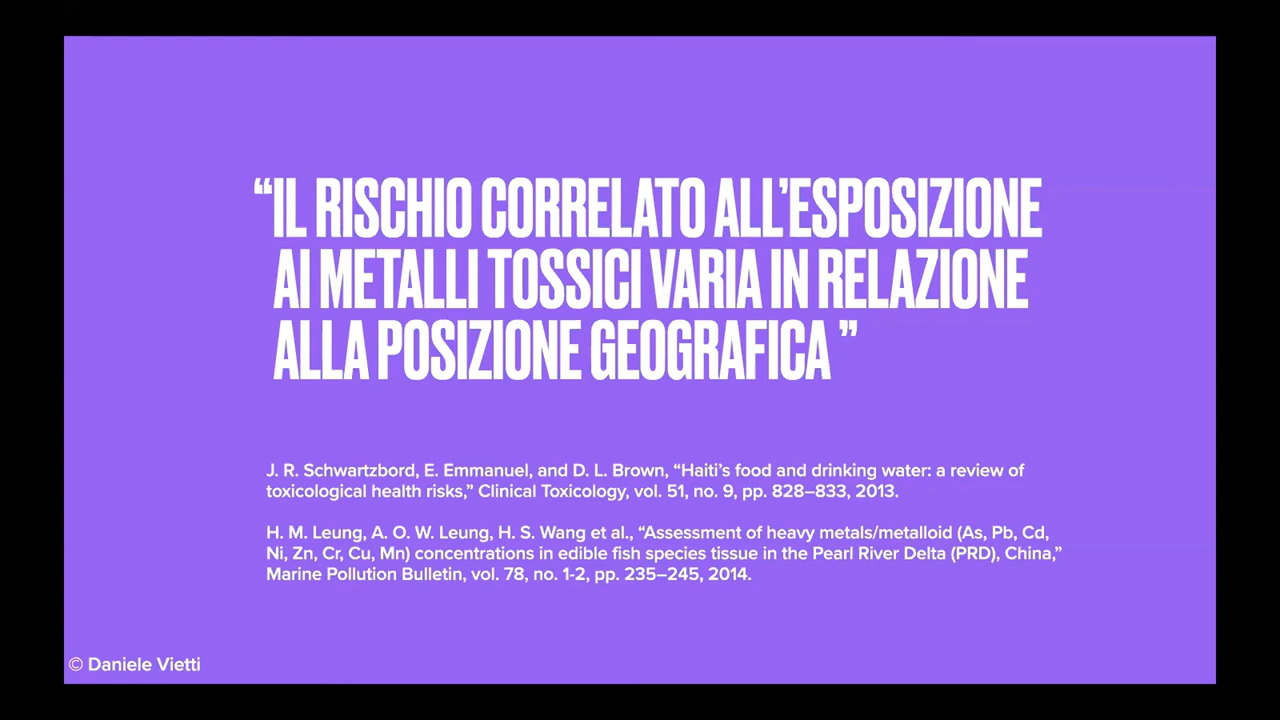 “IL RISCHIO CORRELATO ALL’ESPOSIZIONE
AI METALLI TOSSICI VARIA IN RELAZIONE
ALLA POSIZIONE GEOGRAFICA ”
J. R. Schwartzbord, E. Emmanuel, and D. L. Brown, “Haiti’s food and drinking water: a review of
toxicological health risks,” Clinical Toxicology, vol. 51, no. 9, pp. 828–833, 2013.
H. M. Leung, A. O. W. Leung, H. S. Wang et al., “Assessment of heavy metals/metalloid (As, Pb, Cd,
Ni, Zn, Cr, Cu, Mn) concentrations in edible fish species tissue in the Pearl River Delta (PRD), China,”
Marine Pollution Bulletin, vol. 78, no. 1-2, pp. 235–245, 2014.
© Daniele Vietti